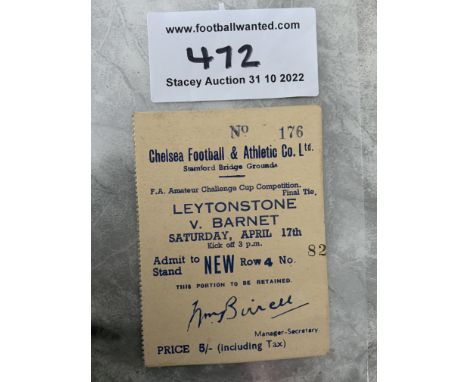 www.footballwanted.com
472
Stacey Auction 31 10 2022
No 176
Chelsea Football & Athletic Co. Ltd.
Stamford Bridge Grounds
F.A. Amateur Challenge Cup Competition.
Final Tie.
LEYTONSTONE
V. BARNET
SATURDAY, APRIL 17th
Kick off 3 p.m.
Admit to Stand NEW Row 4 No. 82
THIS PORTION TO BE RETAINED.
Wm Birrell
Manager-Secretary
PRICE 5/- (including Tax)